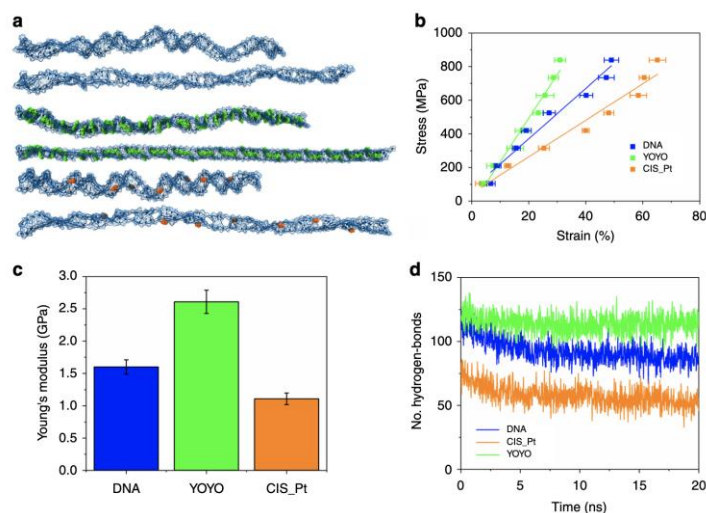 a
b
1000
800
600
400
200
0
Stress (MPa)
DNA
YOYO
CIS_Pt
0 20 40 60 80
Strain (%)
c
3.0
2.5
2.0
1.5
1.0
0.5
0.0
Young's modulus (GPa)
DNA YOYO CIS_Pt
d
150
100
50
0
No. hydrogen-bonds
DNA
CIS_Pt
YOYO
0 5 10 15 20
Time (ns)